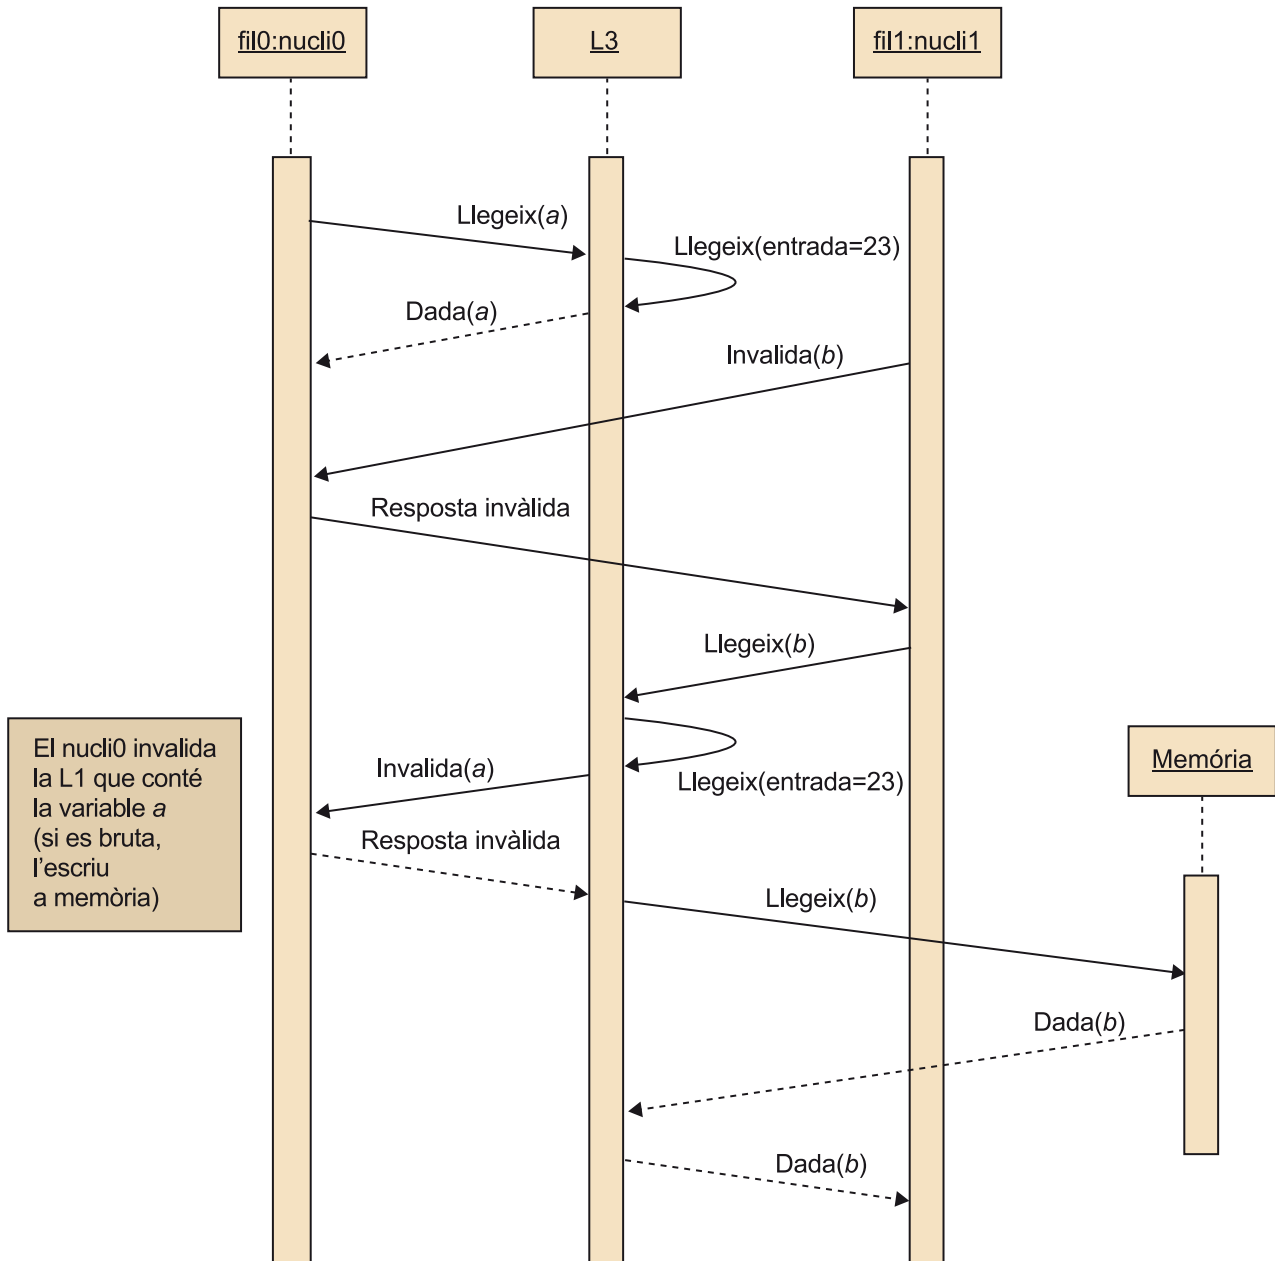 fil0:nucli0
L3
fil1:nucli1
Llegeix(a)
Llegeix(entrada=23)
Dada(a)
Invalida(b)
Resposta invàlida
Llegeix(b)
El nucli0 invalida
la L1 que conté
la variable a
(si es bruta,
l’escriu
a memòria)
Invalida(a)
Llegeix(entrada=23)
Memória
Resposta invàlida
Llegeix(b)
Dada(b)
Dada(b)